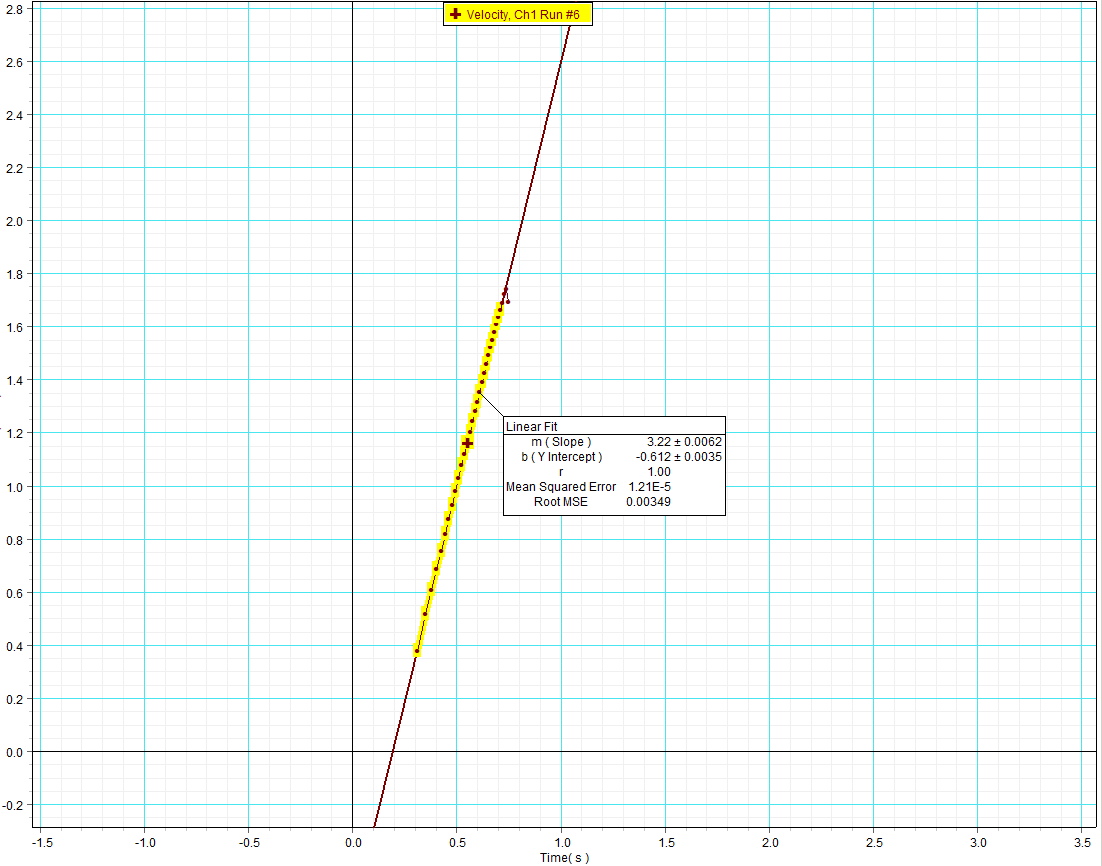 Velocity, Ch1 Run #6
2.8
2.6
2.4
2.2
2.0
1.8
1.6
1.4
1.2
1.0
0.8
0.6
0.4
0.2
0.0
-0.2
Linear Fit
m ( Slope ) 3.22 ± 0.0062
b ( Y Intercept ) -0.612 ± 0.0035
r 1.00
Mean Squared Error 1.21E-5
Root MSE 0.00349
-1.5 -1.0 -0.5 0.0 0.5 1.0 1.5 2.0 2.5 3.0 3.5
Time( s )